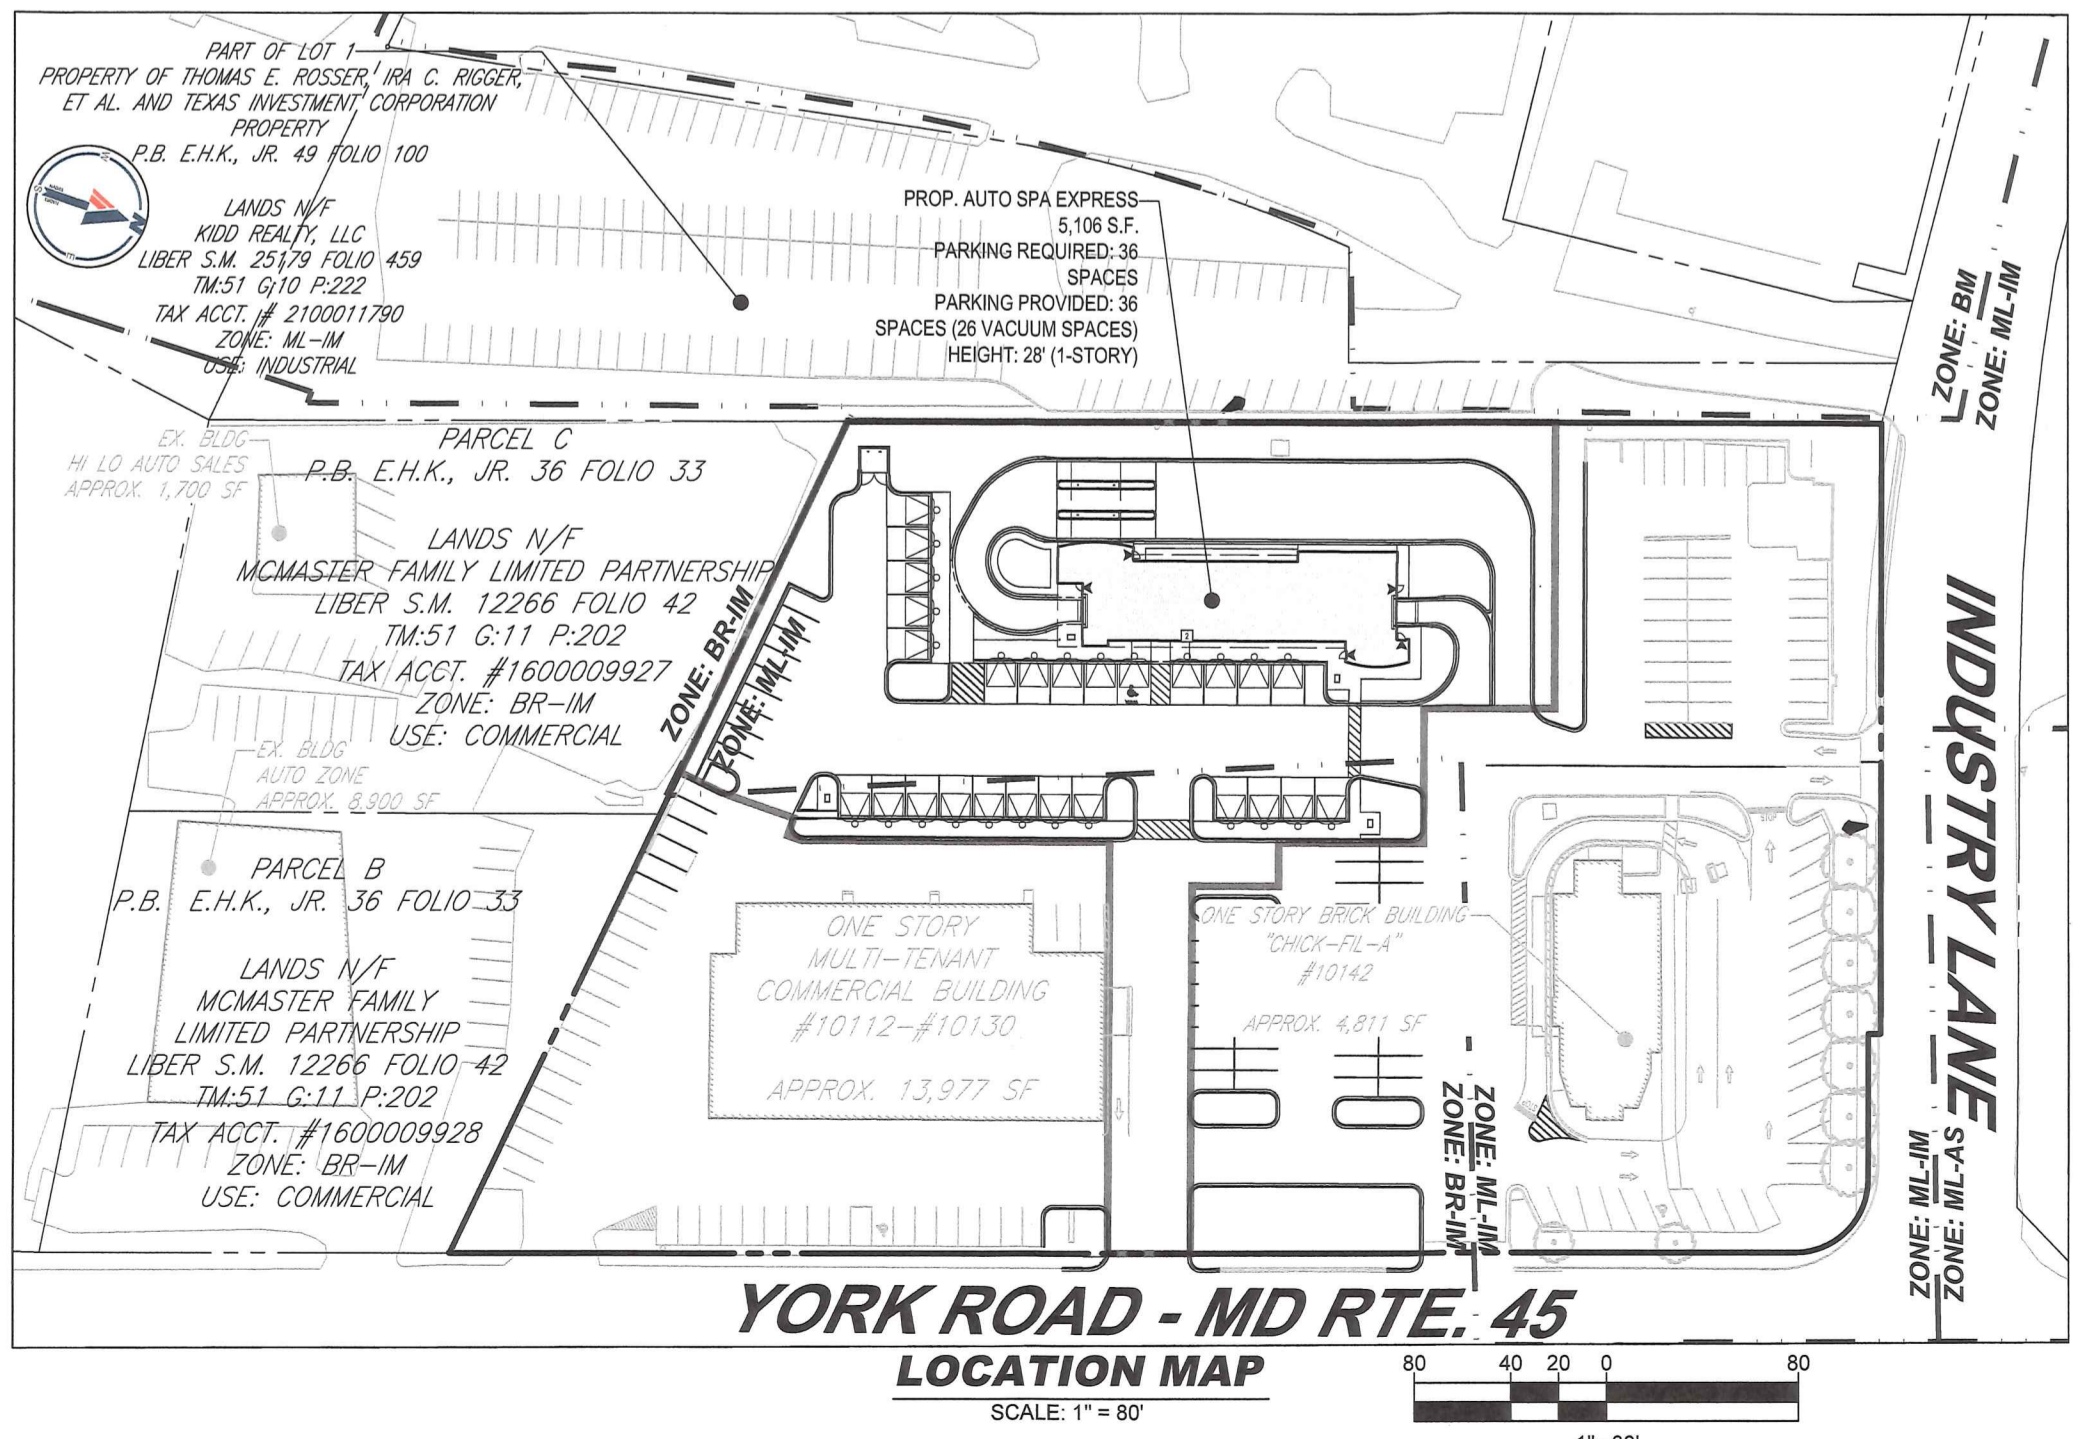 PART OF LOT 1
PROPERTY OF THOMAS E. ROSSER, IRA C. RIGGER,
ET AL. AND TEXAS INVESTMENT CORPORATION
PROPERTY
P.B. E.H.K., JR. 49 FOLIO 100
LANDS N/F
KIDD REALTY, LLC
LIBER S.M. 25179 FOLIO 459
TM:51 G:10 P:222
TAX ACCT. # 2100011790
ZONE: ML-IM
USE: INDUSTRIAL
N
S
E
PROP. AUTO SPA EXPRESS
5,106 S.F.
PARKING REQUIRED: 36
SPACES
PARKING PROVIDED: 36
SPACES (26 VACUUM SPACES)
HEIGHT: 28' (1-STORY)
ZONE: BM
ZONE: ML-IM
EX. BLDG
HI LO AUTO SALES
APPROX. 1,700 SF
PARCEL C
P.B. E.H.K., JR. 36 FOLIO 33
LANDS N/F
MCMASTER FAMILY LIMITED PARTNERSHIP
LIBER S.M. 12266 FOLIO 42
TM:51 G:11 P:202
TAX ACCT. #1600009927
ZONE: BR-IM
USE: COMMERCIAL
ZONE: BR-IM
ZONE: ML-IM
2
EX. BLDG
AUTO ZONE
APPROX. 8,900 SF
PARCEL B
P.B. E.H.K., JR. 36 FOLIO 33
LANDS N/F
MCMASTER FAMILY
LIMITED PARTNERSHIP
LIBER S.M. 12266 FOLIO 42
TM:51 G:11 P:202
TAX ACCT. #1600009928
ZONE: BR-IM
USE: COMMERCIAL
ONE STORY
MULTI-TENANT
COMMERCIAL BUILDING
#10112-#10130
APPROX. 13,977 SF
ONE STORY BRICK BUILDING
"CHICK-FIL-A"
#10142
APPROX. 4,811 SF
STOP
ZONE: ML-IM
ZONE: BR-IM
INDUSTRY LANE
ZONE: ML-IM
ZONE: ML-AS
YORK ROAD - MD RTE. 45
LOCATION MAP
SCALE: 1" = 80'
80 40 20 0 80